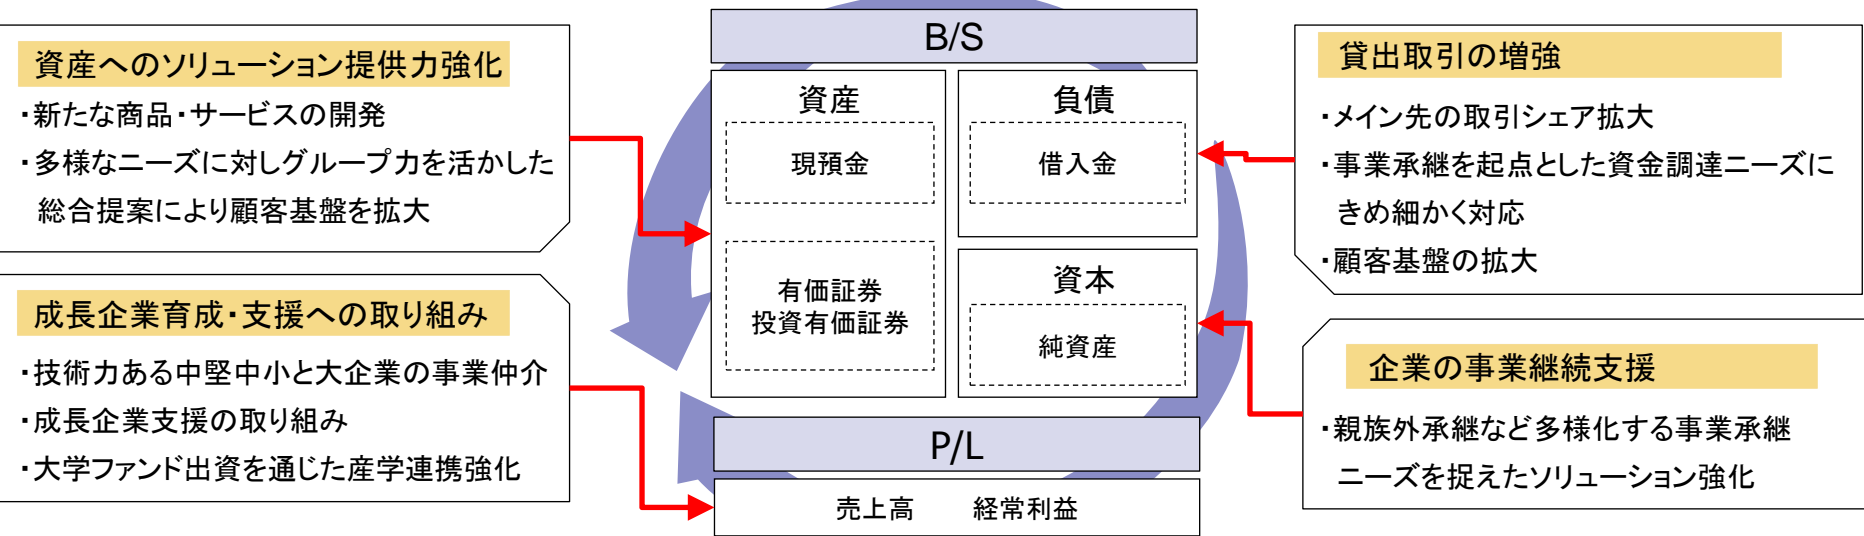 資産へのソリューション提供力強化
・新たな商品・サービスの開発
・多様なニーズに対しグループ力を活かした
総合提案により顧客基盤を拡大
成長企業育成・支援への取り組み
・技術力ある中堅中小と大企業の事業仲介
・成長企業支援の取り組み
・大学ファンド出資を通じた産学連携強化
B/S
資産
現預金
有価証券
投資有価証券
負債
借入金
資本
純資産
P/L
売上高 経常利益
貸出取引の増強
・メイン先の取引シェア拡大
・事業承継を起点とした資金調達ニーズに
きめ細かく対応
・顧客基盤の拡大
企業の事業継続支援
・親族外承継など多様化する事業承継
ニーズを捉えたソリューション強化